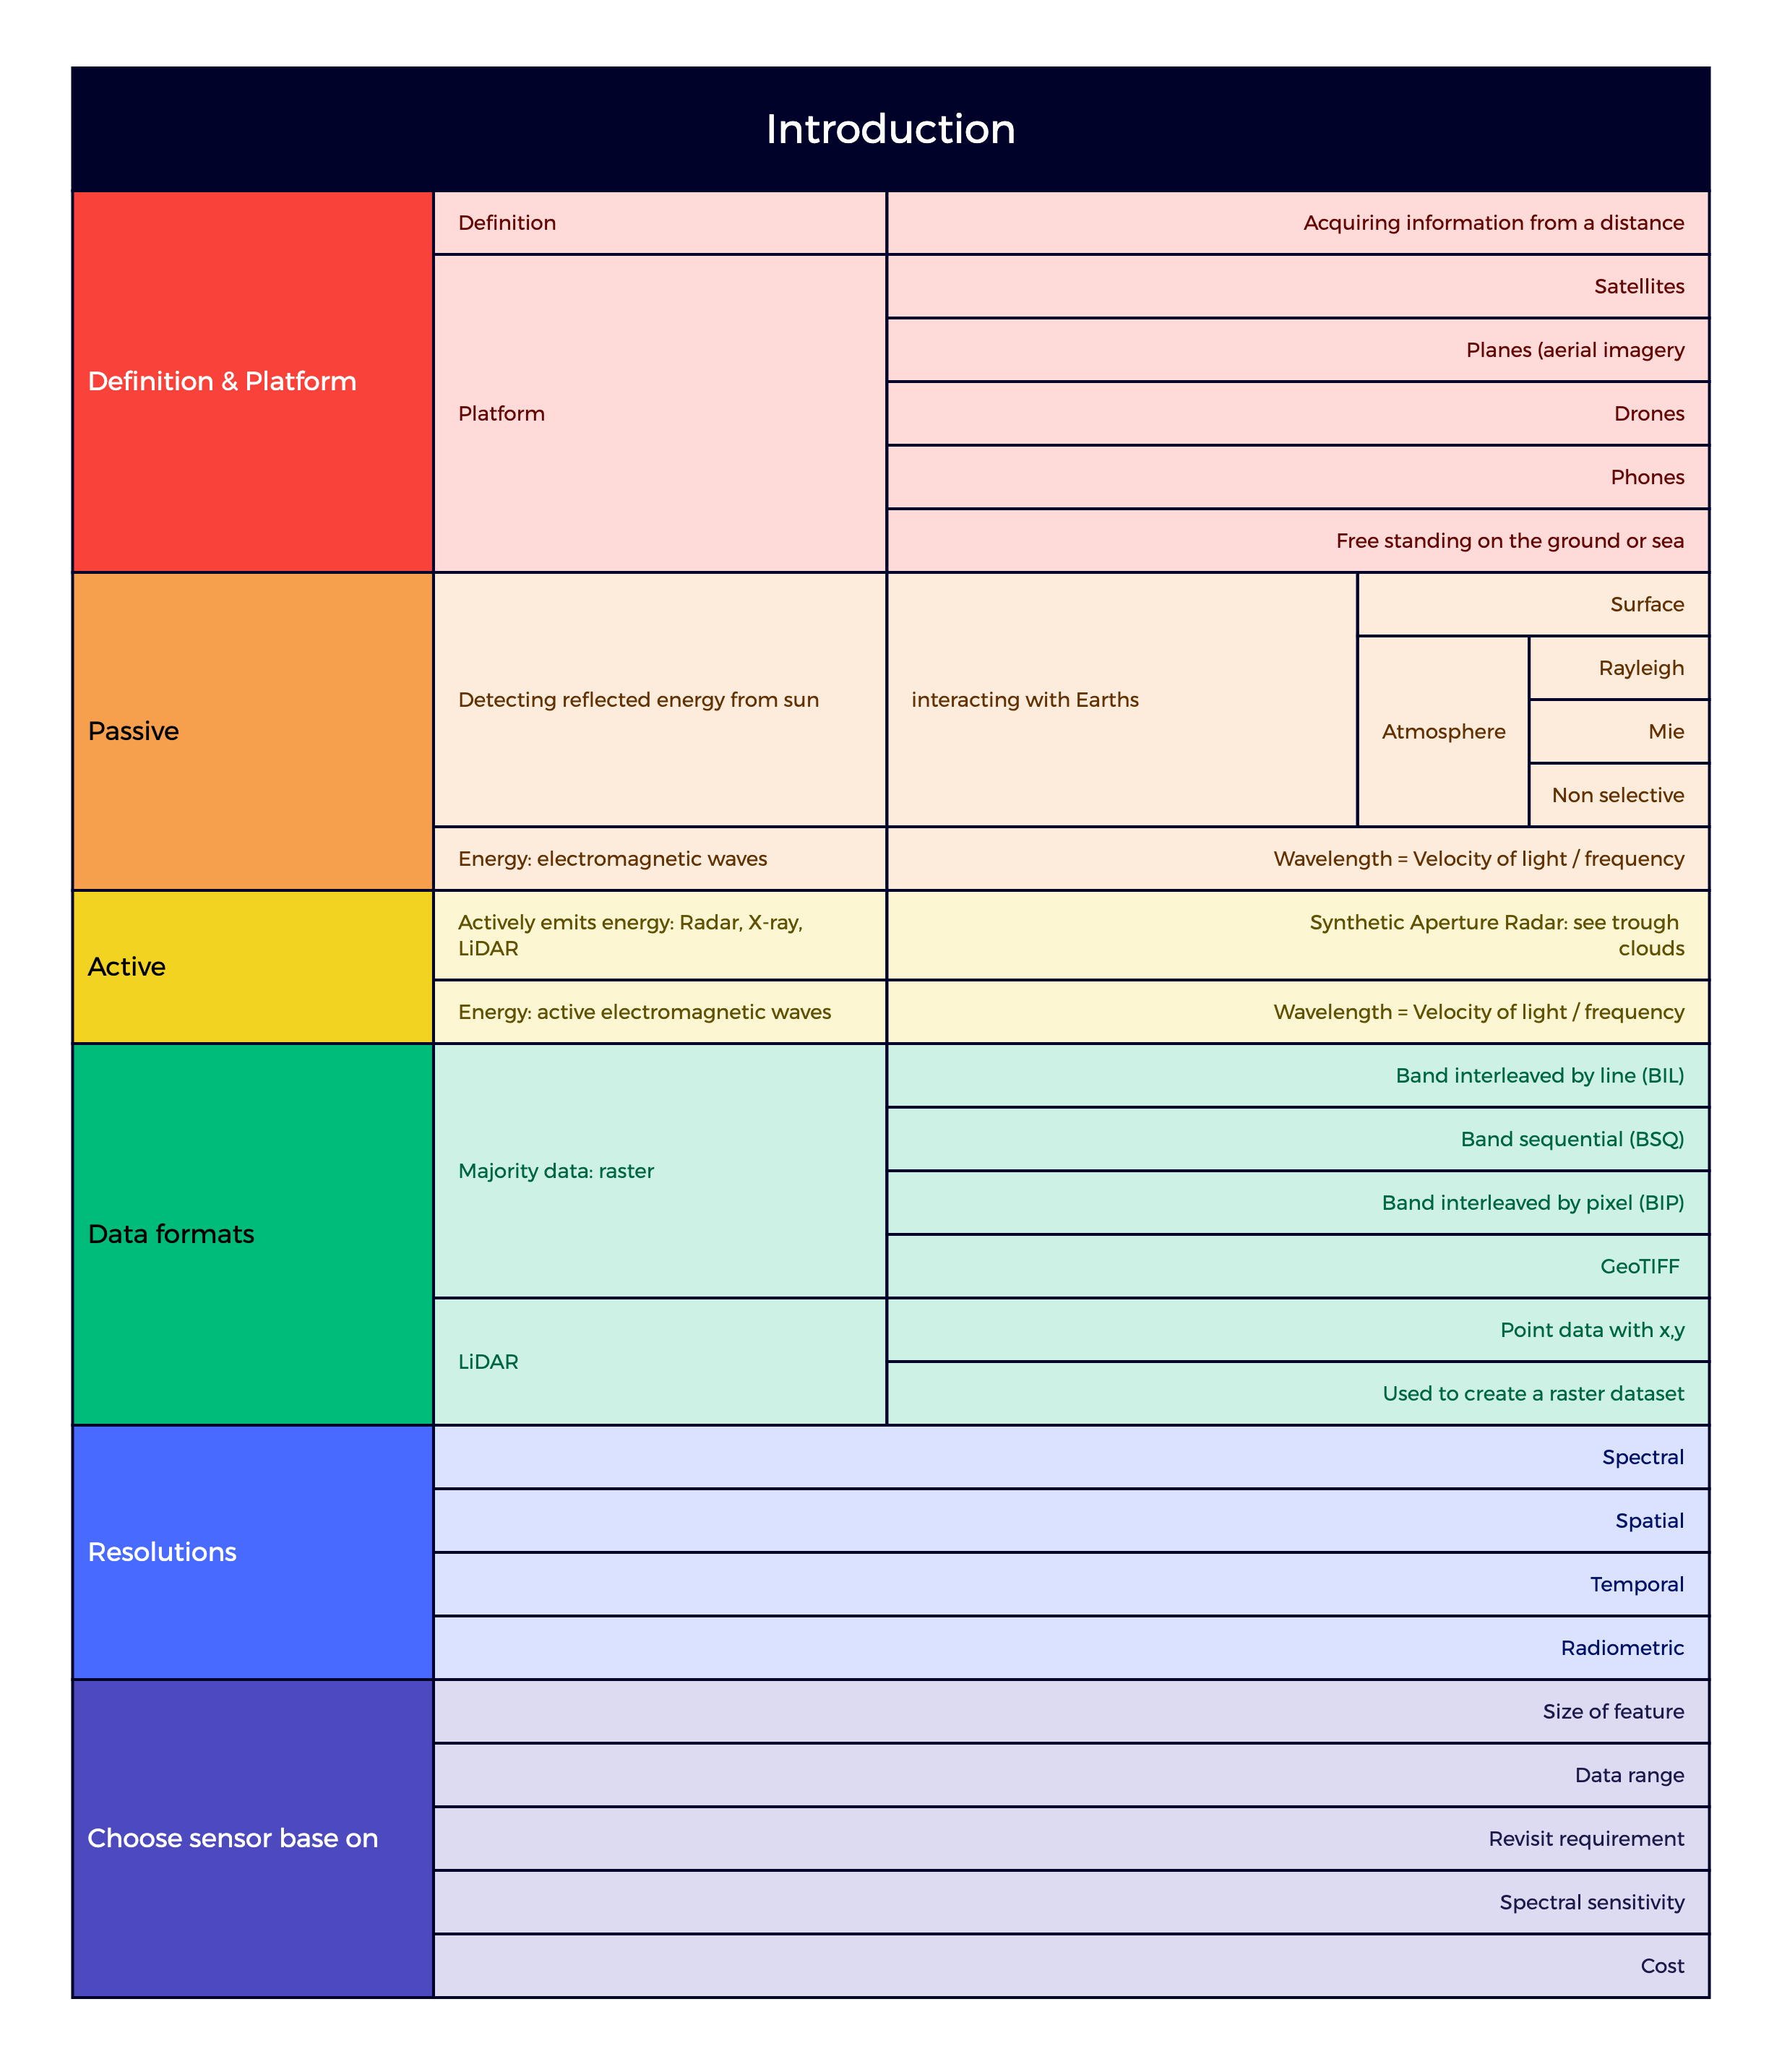 Introduction
Definition & Platform
Definition
Acquiring information from a distance
Platform
Satellites
Planes (aerial imagery
Drones
Phones
Free standing on the ground or sea
Passive
Detecting reflected energy from sun
interacting with Earths
Surface
Atmosphere
Rayleigh
Mie
Non selective
Energy: electromagnetic waves
Wavelength = Velocity of light / frequency
Active
Actively emits energy: Radar, X-ray,
LiDAR
Synthetic Aperture Radar: see trough
clouds
Energy: active electromagnetic waves
Wavelength = Velocity of light / frequency
Data formats
Majority data: raster
Band interleaved by line (BIL)
Band sequential (BSQ)
Band interleaved by pixel (BIP)
GeoTIFF
LiDAR
Point data with x,y
Used to create a raster dataset
Resolutions
Spectral
Spatial
Temporal
Radiometric
Choose sensor base on
Size of feature
Data range
Revisit requirement
Spectral sensitivity
Cost